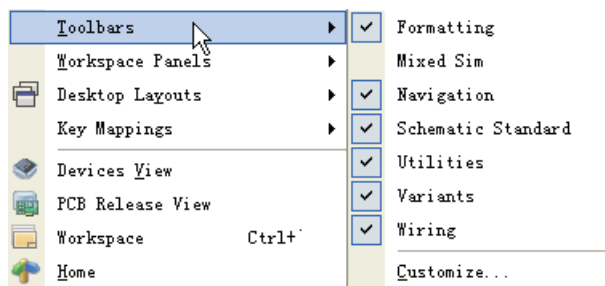 Toolbars
Workspace Panels
Desktop Layouts
Key Mappings
Devices View
PCB Release View
Workspace Ctrl+`
Home
Formatting
Mixed Sim
Navigation
Schematic Standard
Utilities
Variants
Wiring
Customize...